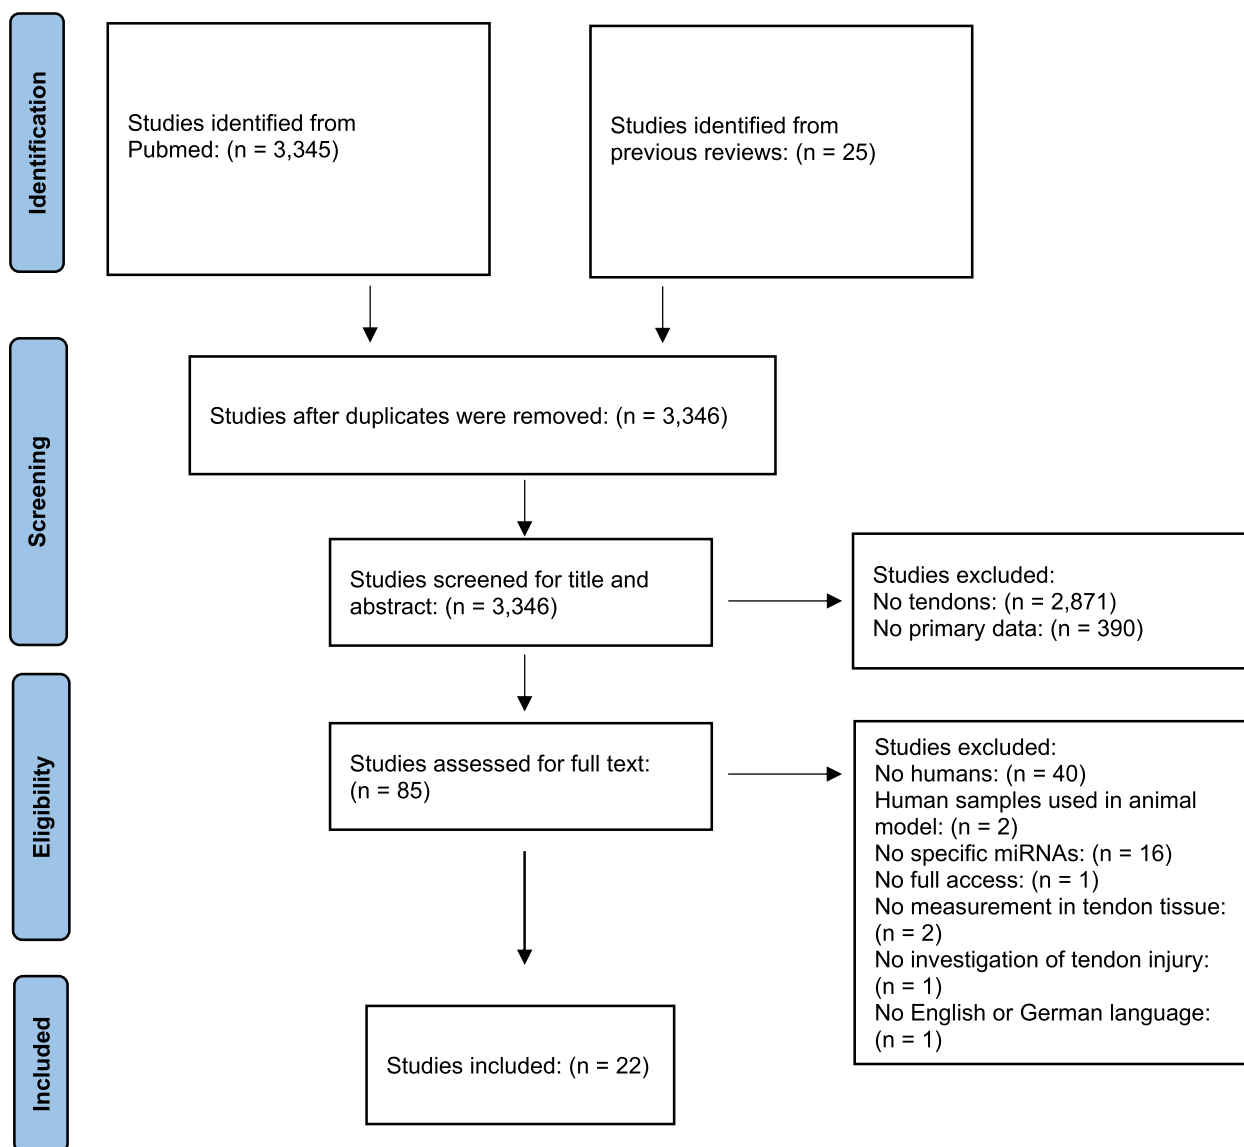 Identification
Studies identified from
Pubmed: (n = 3,345)
Studies identified from
previous reviews: (n = 25)
Screening
Studies after duplicates were removed: (n = 3,346)
Studies screened for title and
abstract: (n = 3,346)
Studies excluded:
No tendons: (n = 2,871)
No primary data: (n = 390)
Eligibility
Studies assessed for full text:
(n = 85)
Studies excluded:
No humans: (n = 40)
Human samples used in animal
model: (n = 2)
No specific miRNAs: (n = 16)
No full access: (n = 1)
No measurement in tendon tissue:
(n = 2)
No investigation of tendon injury:
(n = 1)
No English or German language:
(n = 1)
Included
Studies included: (n = 22)